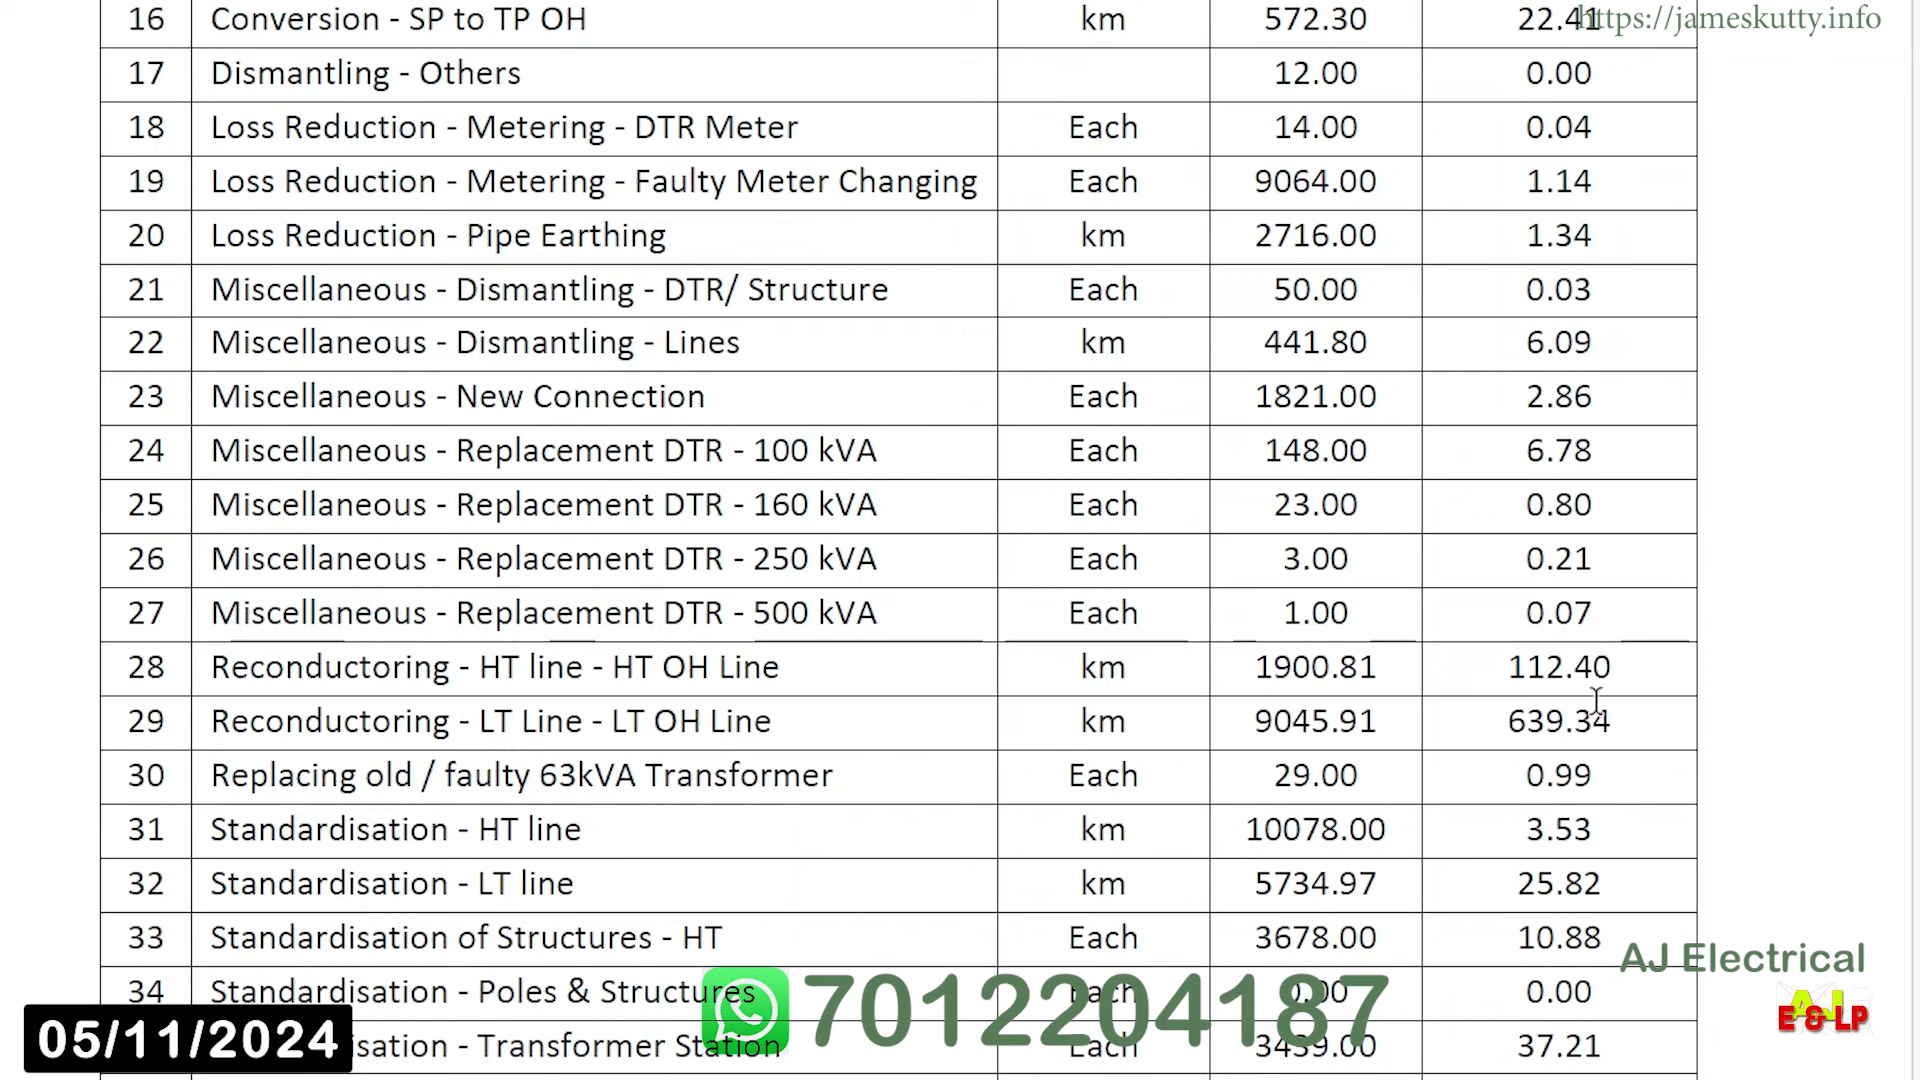 https://jameskutty.info
16 Conversion - SP to TP OH km 572.30 22.41
17 Dismantling - Others 12.00 0.00
18 Loss Reduction - Metering - DTR Meter Each 14.00 0.04
19 Loss Reduction - Metering - Faulty Meter Changing Each 9064.00 1.14
20 Loss Reduction - Pipe Earthing km 2716.00 1.34
21 Miscellaneous - Dismantling - DTR/ Structure Each 50.00 0.03
22 Miscellaneous - Dismantling - Lines km 441.80 6.09
23 Miscellaneous - New Connection Each 1821.00 2.86
24 Miscellaneous - Replacement DTR - 100 kVA Each 148.00 6.78
25 Miscellaneous - Replacement DTR - 160 kVA Each 23.00 0.80
26 Miscellaneous - Replacement DTR - 250 kVA Each 3.00 0.21
27 Miscellaneous - Replacement DTR - 500 kVA Each 1.00 0.07
28 Reconductoring - HT line - HT OH Line km 1900.81 112.40
29 Reconductoring - LT Line - LT OH Line km 9045.91 639.34
30 Replacing old / faulty 63kVA Transformer Each 29.00 0.99
31 Standardisation - HT line km 10078.00 3.53
32 Standardisation - LT line km 5734.97 25.82
33 Standardisation of Structures - HT Each 3678.00 10.88
AJ Electrical
34 Standardisation - Poles & Structures Each 0.00 0.00
7012204187
AJ
E & LP
05/11/2024
isation - Transformer Station Each 37.21